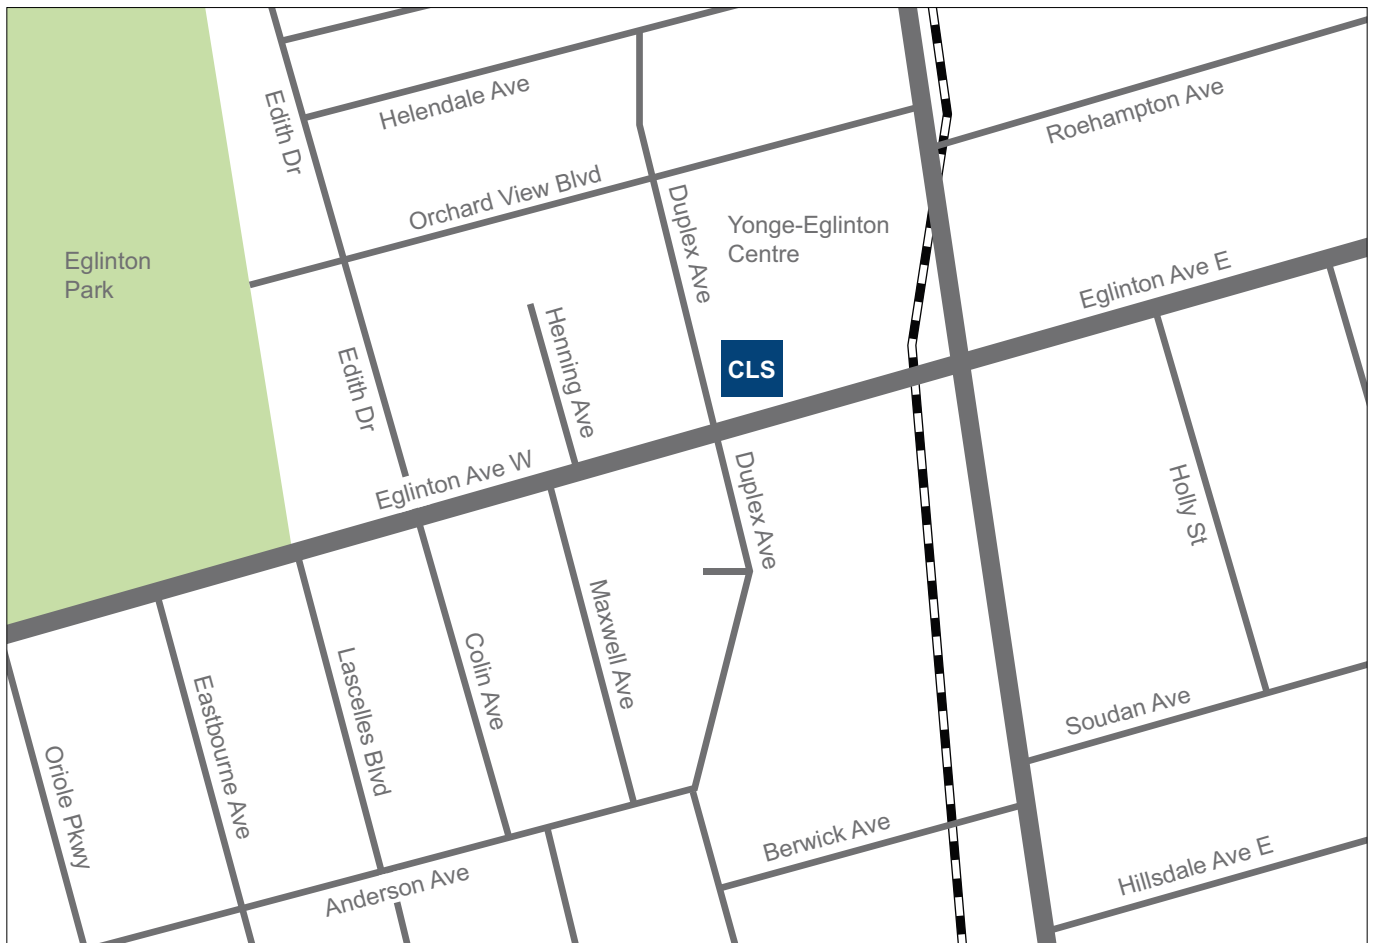 Edith Dr
Helendale Ave
Roehampton Ave
Orchard View Blvd
Duplex Ave
Yonge-Eglinton
Centre
Eglinton
Park
Eglinton Ave E
Henning Ave
Edith Dr
CLS
Eglinton Ave W
Duplex Ave
Holly St
Maxwell Ave
Colin Ave
Lascelles Blvd
Eastbourne Ave
Soudan Ave
Oriole Pkwy
Berwick Ave
Hillsdale Ave E
Anderson Ave